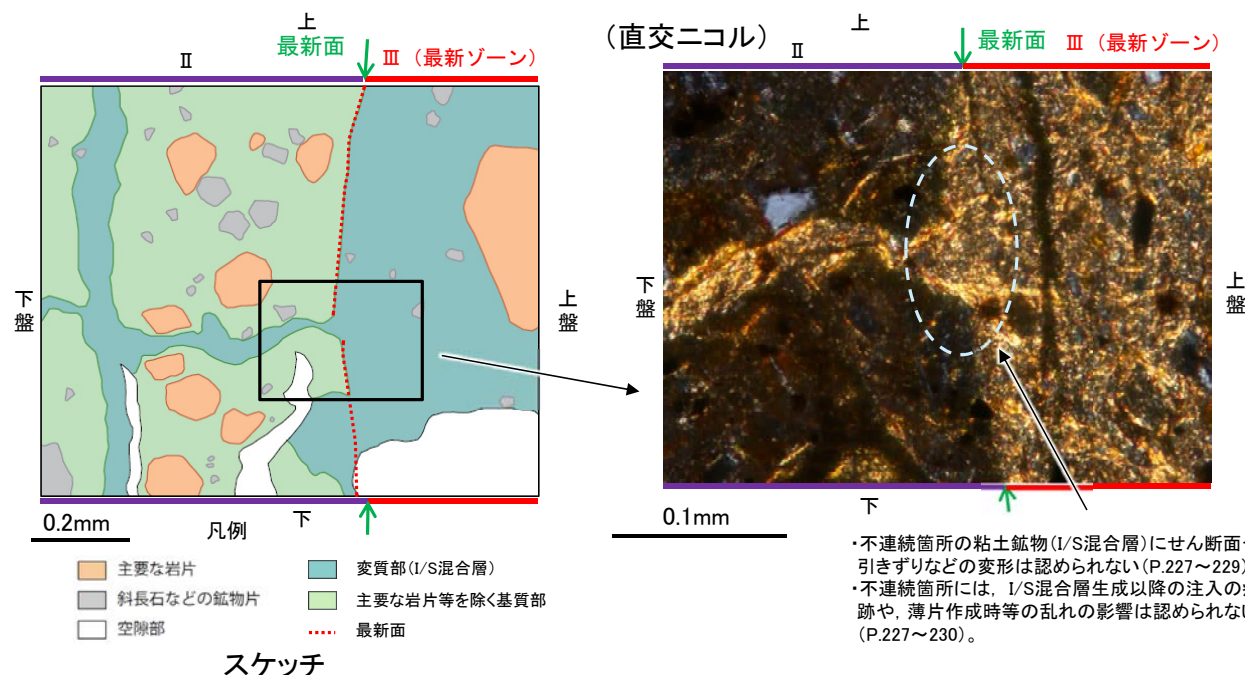 上
最新面
Ⅱ
Ⅲ（最新ゾーン）
下盤
上盤
下
0.2mm
凡例
主要な岩片
変質部(I/S混合層)
斜長石などの鉱物片
主要な岩片等を除く基質部
空隙部
最新面
スケッチ
（直交ニコル）
上
Ⅱ
最新面
Ⅲ（最新ゾーン）
下盤
上盤
下
0.1mm
・不連続箇所の粘土鉱物(I/S混合層)にせん断面
引きずりなどの変形は認められない(P.227～229)
・不連続箇所には，I/S混合層生成以降の注入の
跡や，薄片作成時等の乱れの影響は認められない
（P.227～230）。